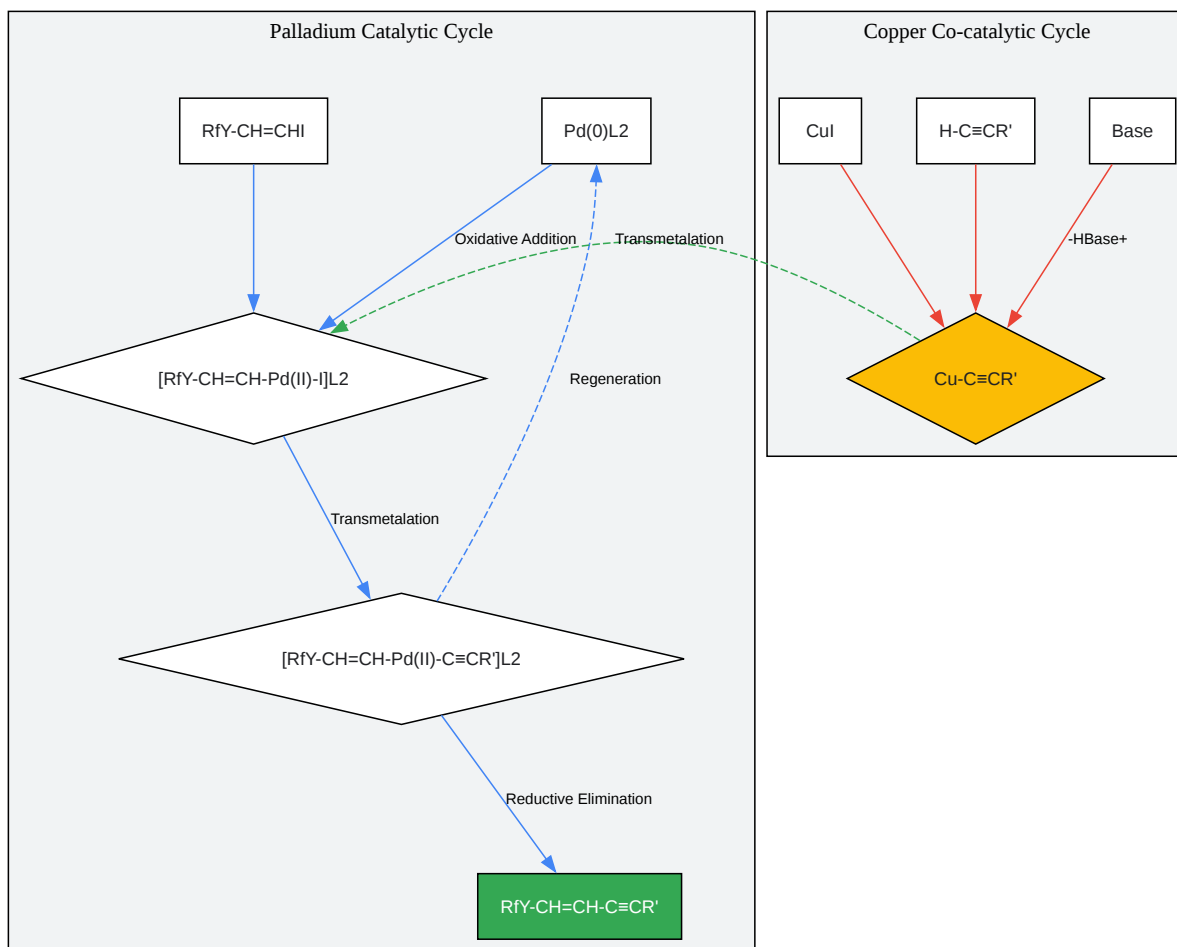 Palladium Catalytic Cycle
Copper Co-catalytic Cycle
RfY-CH=CHI
Pd(0)L2
CuI
H-C≡CR'
Base
Oxidative Addition
Transmetalation
-HBase+
[RfY-CH=CH-Pd(II)-I]L2
Regeneration
Cu-C≡CR'
Transmetalation
[RfY-CH=CH-Pd(II)-C≡CR']L2
Reductive Elimination
RfY-CH=CH-C≡CR'